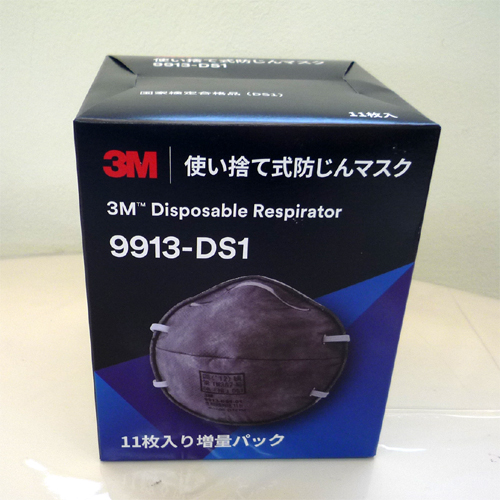 使い捨て式防じんマスク
9913-DS1
国家検定合格品 (DS1)
11枚入
3M 使い捨て式防じんマスク
3M™ Disposable Respirator
9913-DS1
3M
11枚入り増量パック